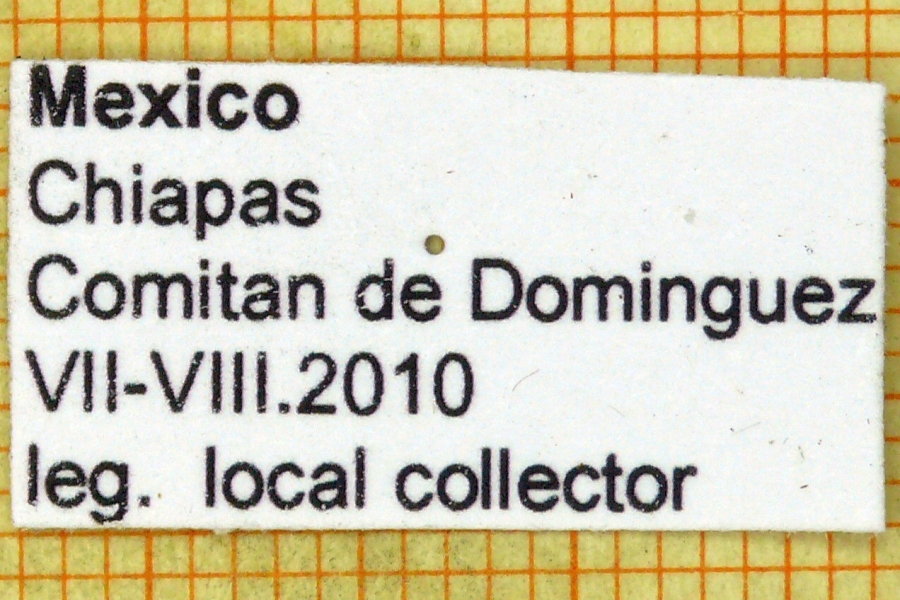 Mexico
Chiapas
Comitan de Dominguez
VII-VIII.2010
leg. local collector